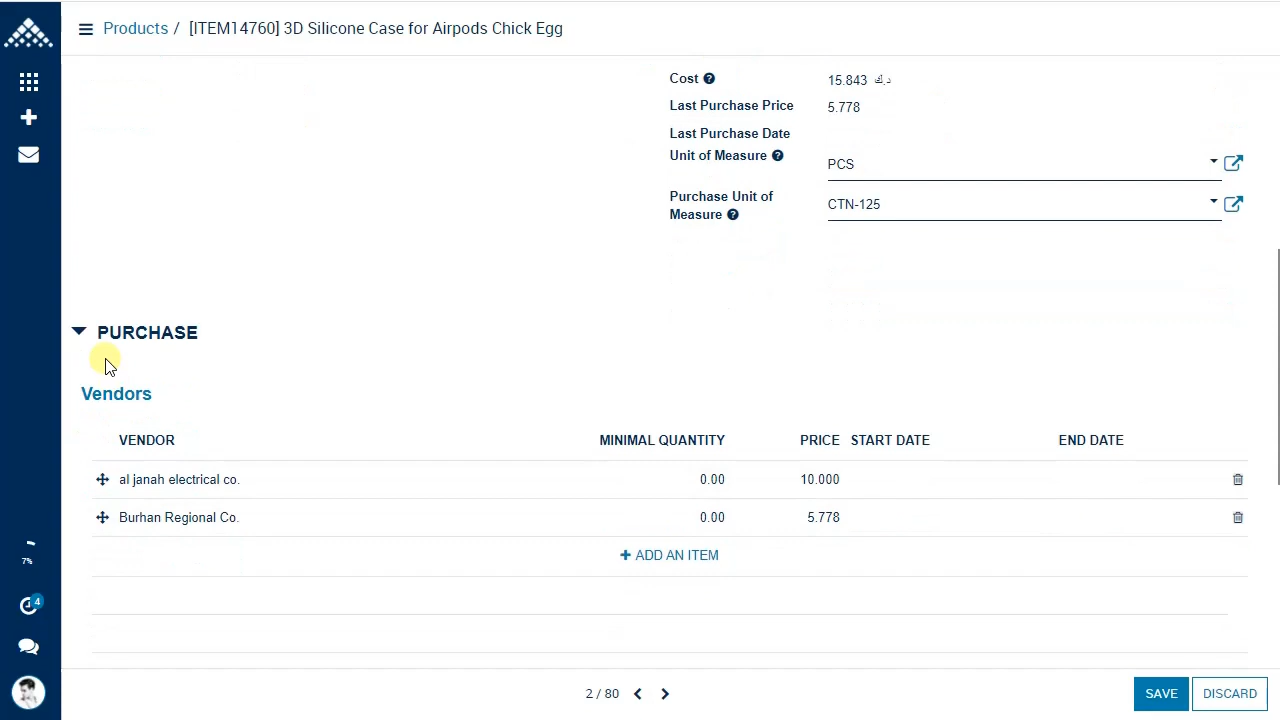 Products / [ITEM14760] 3D Silicone Case for Airpods Chick Egg
Cost 15.843 د.ك
Last Purchase Price 5.778
Last Purchase Date
Unit of Measure PCS
Purchase Unit of
Measure CTN-125
PURCHASE
Vendors
VENDOR MINIMAL QUANTITY PRICE START DATE END DATE
al janah electrical co. 0.00 10.000
Burhan Regional Co. 0.00 5.778
ADD AN ITEM
7%
4
2 / 80
SAVE DISCARD